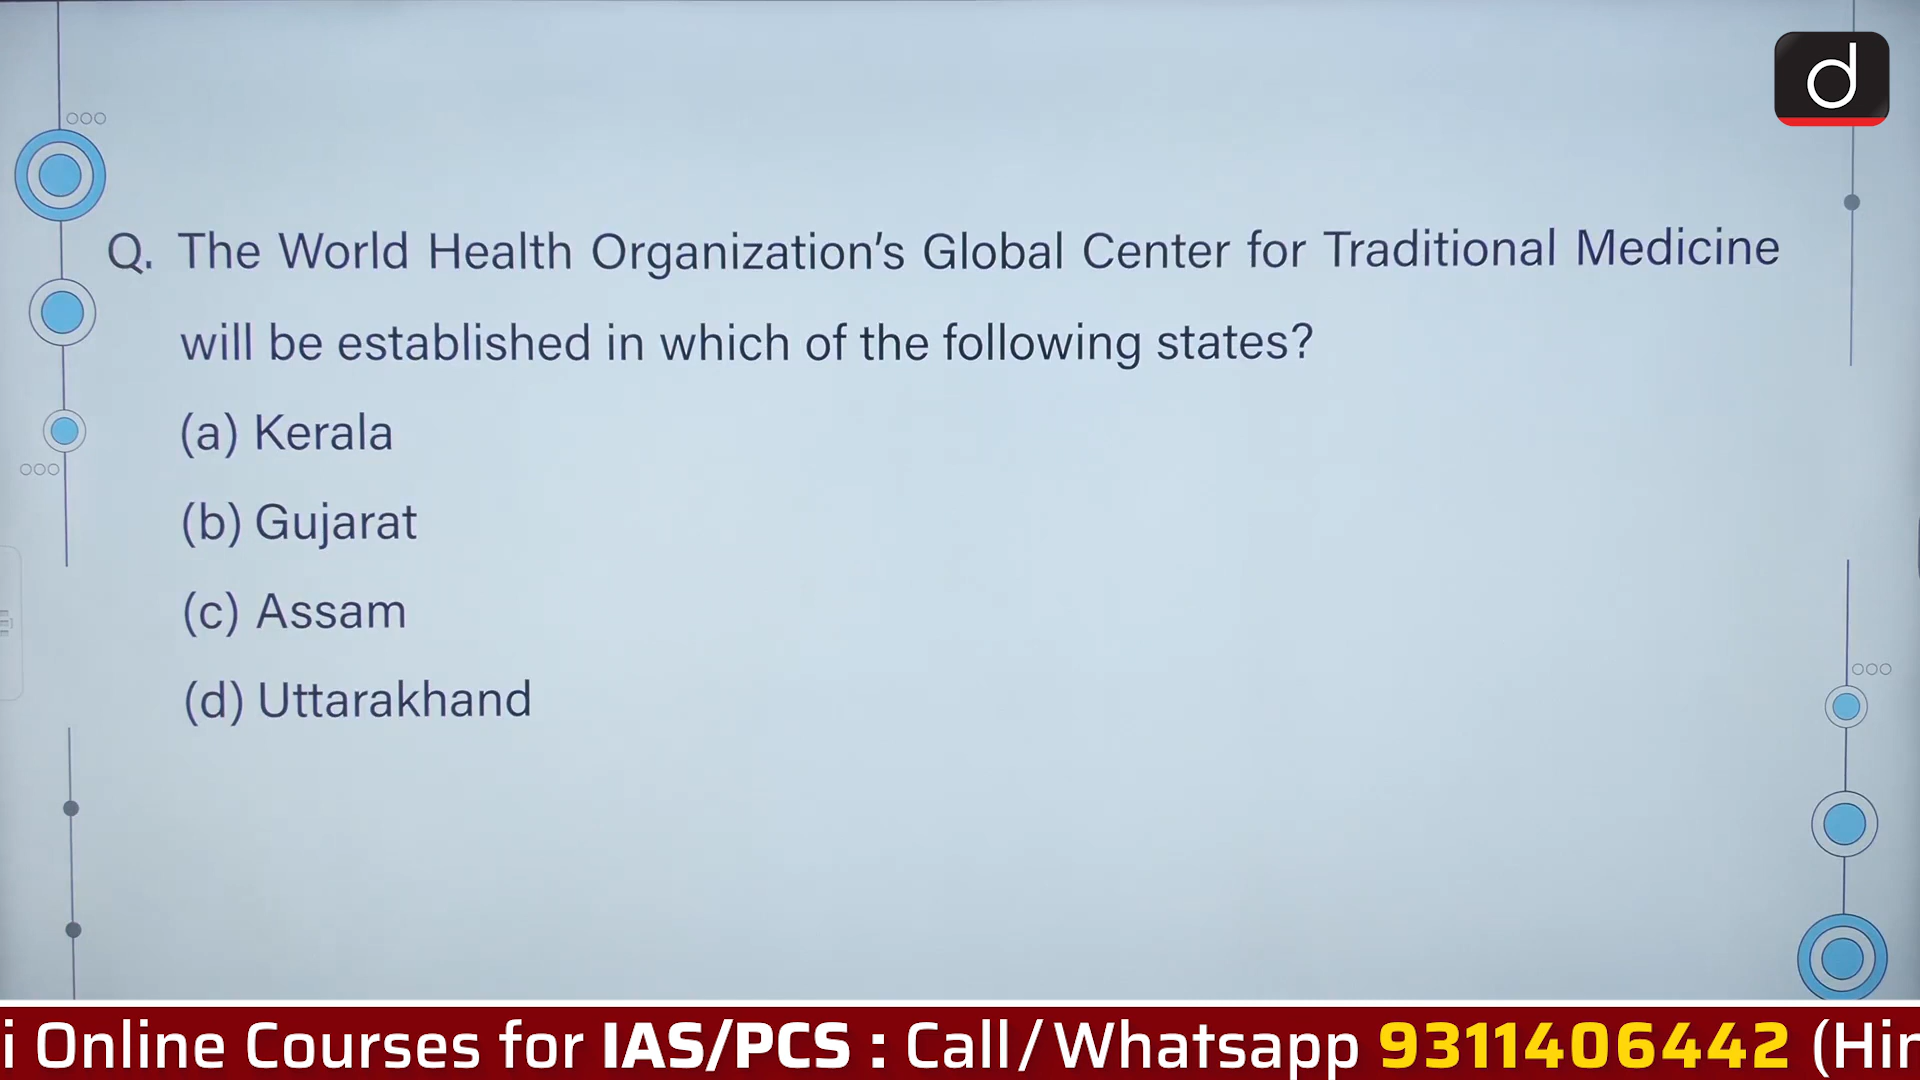 d
Q. The World Health Organization's Global Center for Traditional Medicine
will be established in which of the following states?
(a) Kerala
(b) Gujarat
(c) Assam
(d) Uttarakhand
i Online Courses for IAS/PCS : Call/Whatsapp 9311406442 (Hin